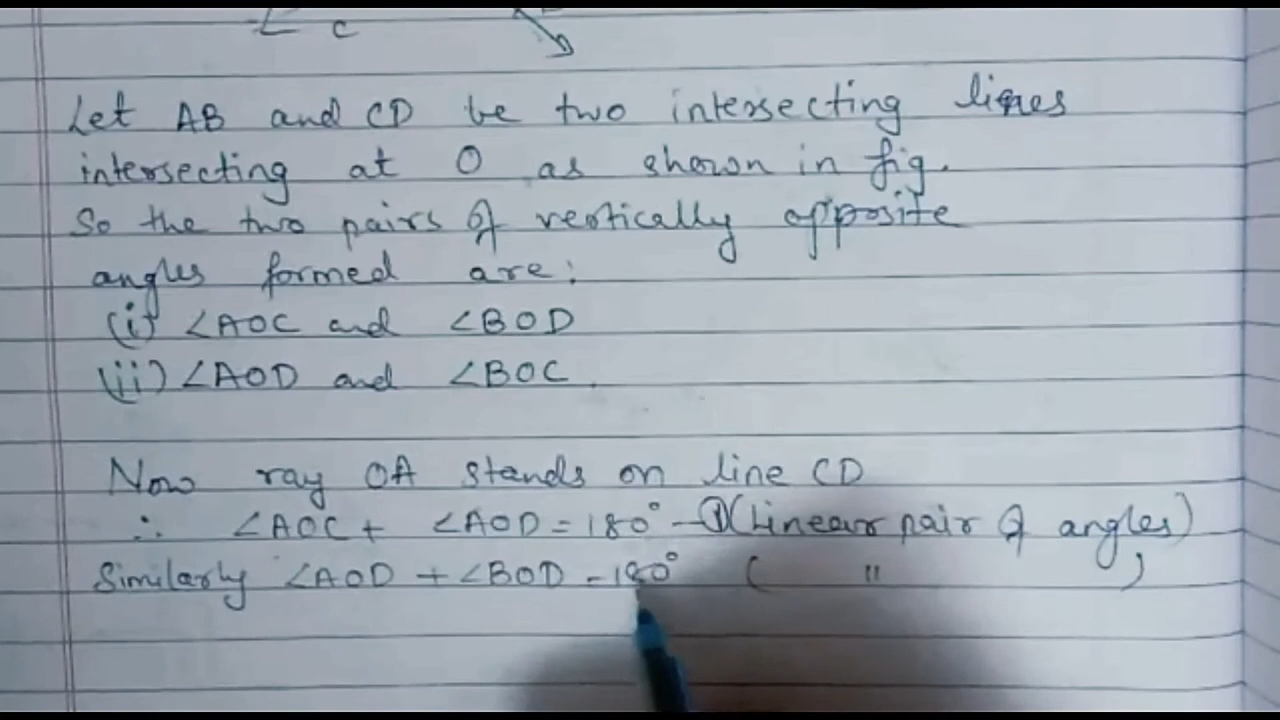 C
Let AB and CD be two intersecting lines
intersecting at O as shown in fig.
So the two pairs of vertically opposite
angles formed are:
(i) ∠AOC and ∠BOD
(ii) ∠AOD and ∠BOC.
Now ray OA stands on line CD
∴ ∠AOC + ∠AOD = 180° - ① (Linear pair of angles)
Similarly ∠AOD + ∠BOD - 180° ( " )